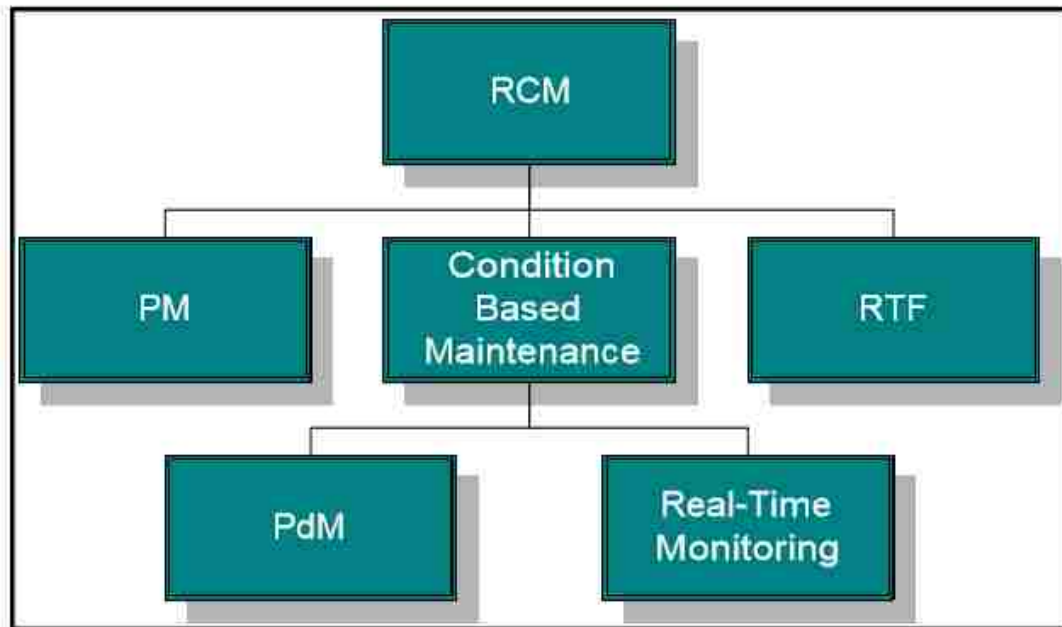 RCM
PM
Condition
Based
Maintenance
RTF
PdM
Real-Time
Monitoring